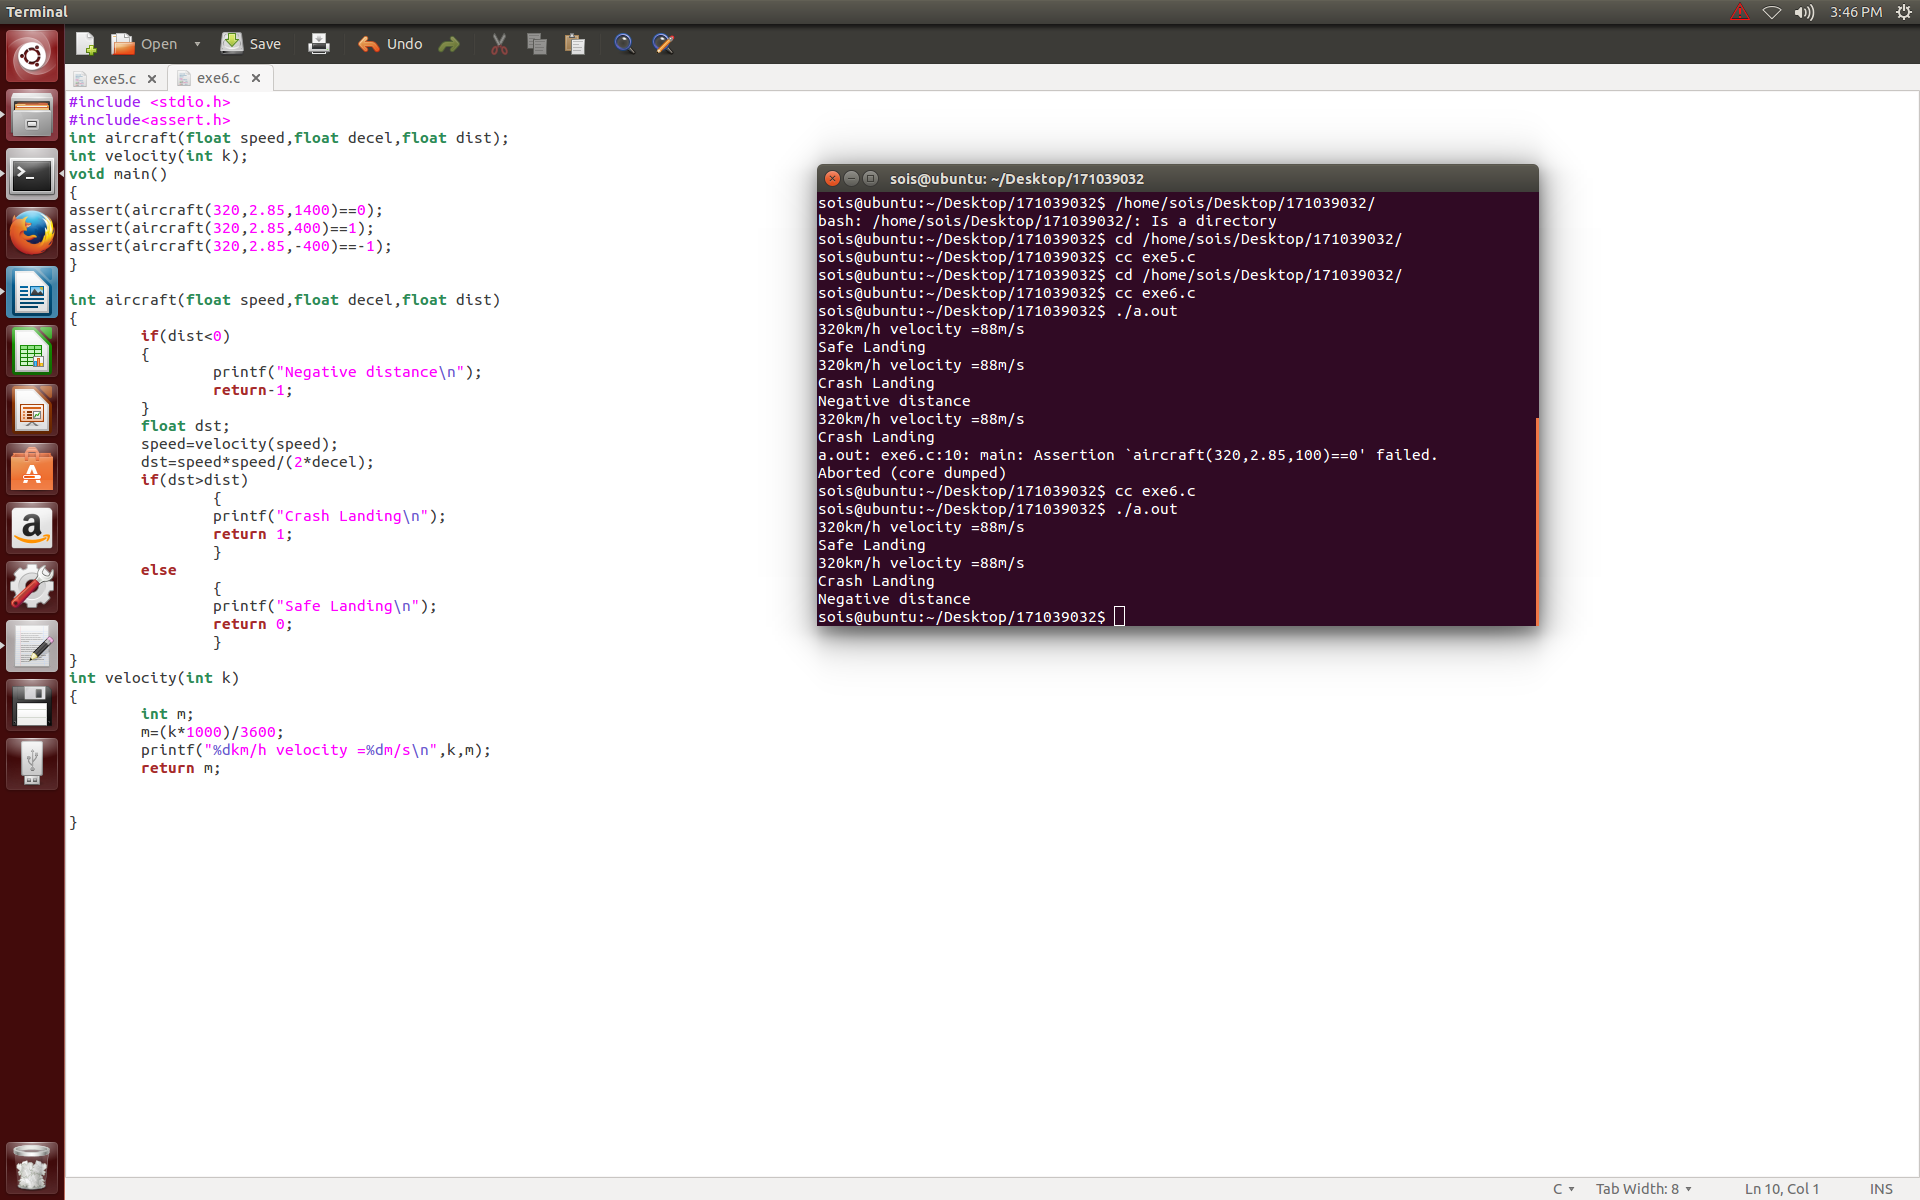 Terminal
3:46 PM
Open
Save
Undo
exe5.c
exe6.c
#include <stdio.h>
#include<assert.h>
int aircraft(float speed,float decel,float dist);
int velocity(int k);
void main()
{
assert(aircraft(320,2.85,1400)==0);
assert(aircraft(320,2.85,400)==1);
assert(aircraft(320,2.85,-400)==-1);
}
int aircraft(float speed,float decel,float dist)
{
if(dist<0)
{
printf("Negative distance\n");
return-1;
}
float dst;
speed=velocity(speed);
dst=speed*speed/(2*decel);
if(dst>dist)
{
printf("Crash Landing\n");
return 1;
}
else
{
printf("Safe Landing\n");
return 0;
}
}
int velocity(int k)
{
int m;
m=(k*1000)/3600;
printf("%dkm/h velocity =%dm/s\n",k,m);
return m;
}
sois@ubuntu: ~/Desktop/171039032
sois@ubuntu:~/Desktop/171039032$ /home/sois/Desktop/171039032/
bash: /home/sois/Desktop/171039032/: Is a directory
sois@ubuntu:~/Desktop/171039032$ cd /home/sois/Desktop/171039032/
sois@ubuntu:~/Desktop/171039032$ cc exe5.c
sois@ubuntu:~/Desktop/171039032$ cd /home/sois/Desktop/171039032/
sois@ubuntu:~/Desktop/171039032$ cc exe6.c
sois@ubuntu:~/Desktop/171039032$ ./a.out
320km/h velocity =88m/s
Safe Landing
320km/h velocity =88m/s
Crash Landing
Negative distance
320km/h velocity =88m/s
Crash Landing
a.out: exe6.c:10: main: Assertion `aircraft(320,2.85,100)==0' failed.
Aborted (core dumped)
sois@ubuntu:~/Desktop/171039032$ cc exe6.c
sois@ubuntu:~/Desktop/171039032$ ./a.out
320km/h velocity =88m/s
Safe Landing
320km/h velocity =88m/s
Crash Landing
Negative distance
sois@ubuntu:~/Desktop/171039032$
C
Tab Width: 8
Ln 10, Col 1
INS